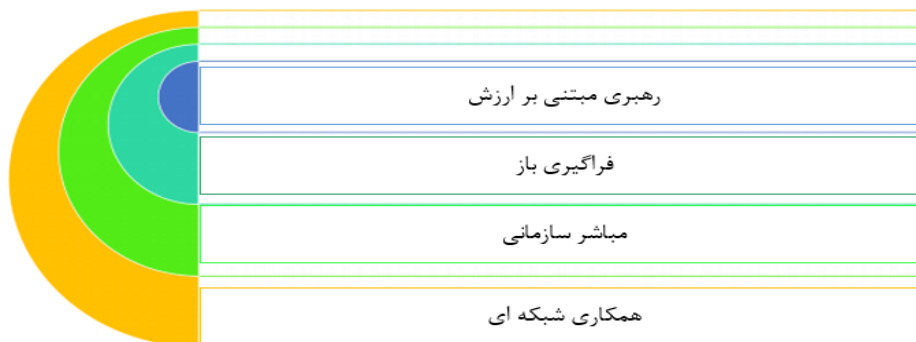 رهبری مبتنی بر ارزش
فراگیری باز
مباشر سازمانی
همکاری شبکه ای